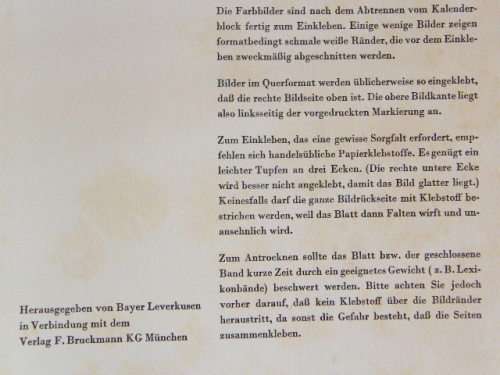 Die Farbbilder sind nach dem Abtrennen vom Kalender-
block fertig zum Einkleben. Einige wenige Bilder zeigen
formatbedingt schmale weiße Ränder, die vor dem Einkle-
ben zweckmäßig abgeschnitten werden.
Bilder im Querformat werden üblicherweise so eingeklebt,
daß die rechte Bildseite oben ist. Die obere Bildkante liegt
also linksseitig der vorgedruckten Markierung an.
Zum Einkleben, das eine gewisse Sorgfalt erfordert, emp-
fehlen sich handelsübliche Papierklebstoffe. Es genügt ein
leichter Tupfen an drei Ecken. (Die rechte untere Ecke
wird besser nicht angeklebt, damit das Bild glatter liegt.)
Keinesfalls darf die ganze Bildrückseite mit Klebstoff be-
strichen werden, weil das Blatt dann Falten wirft und un-
ansehnlich wird.
Zum Antrocknen sollte das Blatt bzw. der geschlossene
Band kurze Zeit durch ein geeignetes Gewicht ( z. B. Lexi-
konbände) beschwert werden. Bitte achten Sie jedoch
vorher darauf, daß kein Klebstoff über die Bildränder
heraustritt, da sonst die Gefahr besteht, daß die Seiten
zusammenkleben.
Herausgegeben von Bayer Leverkusen
in Verbindung mit dem
Verlag F. Bruckmann KG München